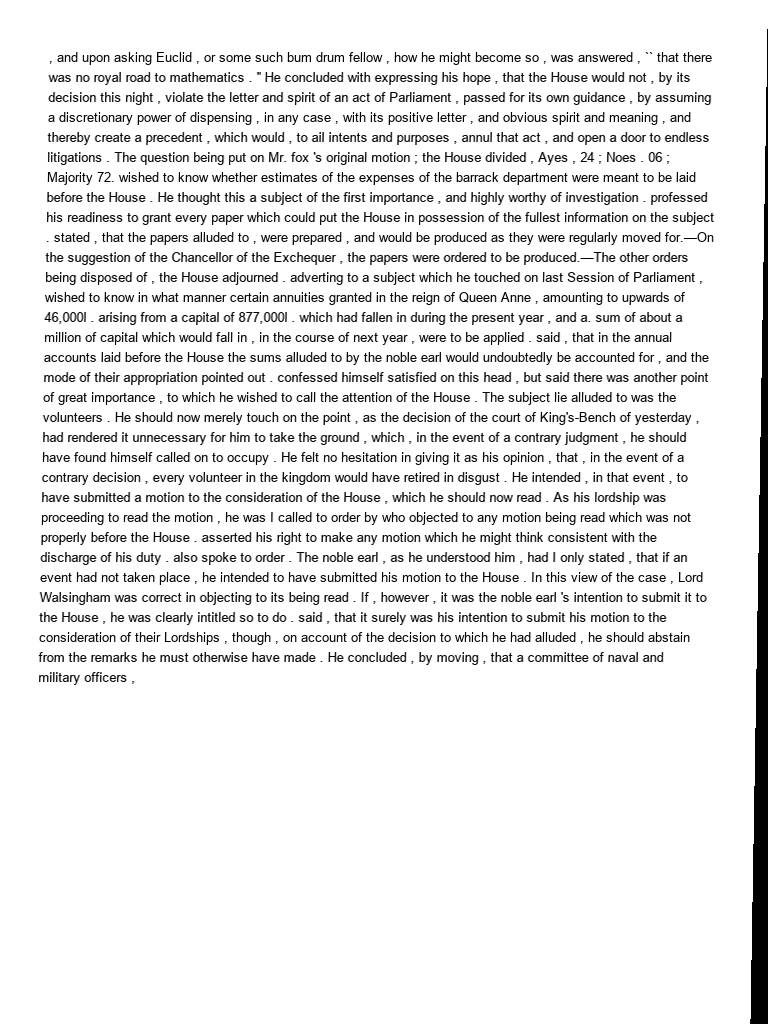 , and upon asking Euclid , or some such bum drum fellow , how he might become so , was answered , `` that there
was no royal road to mathematics . " He concluded with expressing his hope , that the House would not , by its
decision this night , violate the letter and spirit of an act of Parliament , passed for its own guidance , by assuming
a discretionary power of dispensing , in any case , with its positive letter , and obvious spirit and meaning , and
thereby create a precedent , which would , to ail intents and purposes , annul that act , and open a door to endless
litigations . The question being put on Mr. fox 's original motion ; the House divided , Ayes , 24 ; Noes . 06 ;
Majority 72. wished to know whether estimates of the expenses of the barrack department were meant to be laid
before the House . He thought this a subject of the first importance , and highly worthy of investigation . professed
his readiness to grant every paper which could put the House in possession of the fullest information on the subject
. stated , that the papers alluded to , were prepared , and would be produced as they were regularly moved for.—On
the suggestion of the Chancellor of the Exchequer , the papers were ordered to be produced.—The other orders
being disposed of , the House adjourned . adverting to a subject which he touched on last Session of Parliament ,
wished to know in what manner certain annuities granted in the reign of Queen Anne , amounting to upwards of
46,000l . arising from a capital of 877,000l . which had fallen in during the present year , and a. sum of about a
million of capital which would fall in , in the course of next year , were to be applied . said , that in the annual
accounts laid before the House the sums alluded to by the noble earl would undoubtedly be accounted for , and the
mode of their appropriation pointed out . confessed himself satisfied on this head , but said there was another point
of great importance , to which he wished to call the attention of the House . The subject lie alluded to was the
volunteers . He should now merely touch on the point , as the decision of the court of King's-Bench of yesterday ,
had rendered it unnecessary for him to take the ground , which , in the event of a contrary judgment , he should
have found himself called on to occupy . He felt no hesitation in giving it as his opinion , that , in the event of a
contrary decision , every volunteer in the kingdom would have retired in disgust . He intended , in that event , to
have submitted a motion to the consideration of the House , which he should now read . As his lordship was
proceeding to read the motion , he was I called to order by who objected to any motion being read which was not
properly before the House . asserted his right to make any motion which he might think consistent with the
discharge of his duty . also spoke to order . The noble earl , as he understood him , had I only stated , that if an
event had not taken place , he intended to have submitted his motion to the House . In this view of the case , Lord
Walsingham was correct in objecting to its being read . If , however , it was the noble earl 's intention to submit it to
the House , he was clearly intitled so to do . said , that it surely was his intention to submit his motion to the
consideration of their Lordships , though , on account of the decision to which he had alluded , he should abstain
from the remarks he must otherwise have made . He concluded , by moving , that a committee of naval and
military officers ,